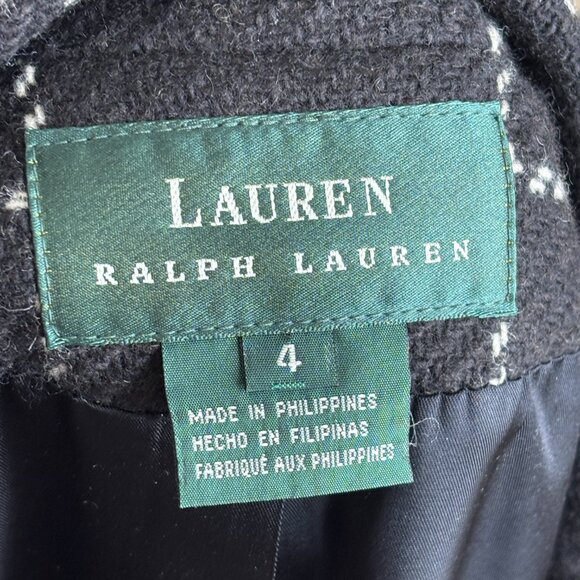 LAUREN
RALPH LAUREN
4
MADE IN PHILIPPINES
HECHO EN FILIPINAS
FABRIQUÉ AUX PHILIPPINES